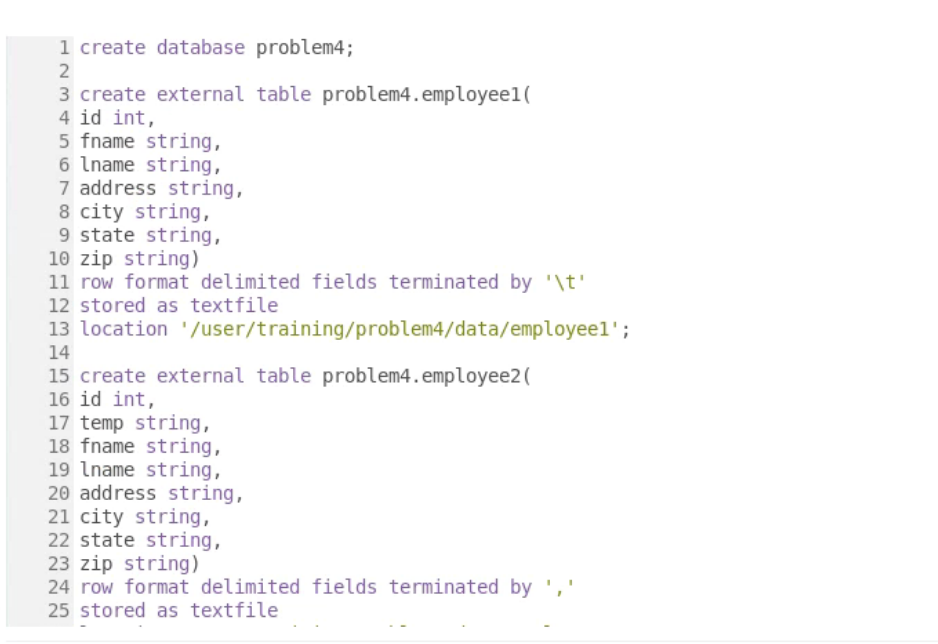 1 create database problem4;
2
3 create external table problem4.employee1(
4 id int,
5 fname string,
6 lname string,
7 address string,
8 city string,
9 state string,
10 zip string)
11 row format delimited fields terminated by '\t'
12 stored as textfile
13 location '/user/training/problem4/data/employee1';
14
15 create external table problem4.employee2(
16 id int,
17 temp string,
18 fname string,
19 lname string,
20 address string,
21 city string,
22 state string,
23 zip string)
24 row format delimited fields terminated by ','
25 stored as textfile